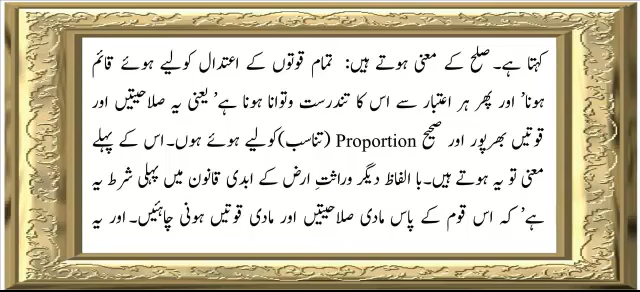 کہتا ہے۔ صلح کے معنی ہوتے ہیں: تمام قوتوں کے اعتدال کو لیے ہوئے قائم
ہونا’ اور پھر ہر اعتبار سے اس کا تندرست وتوانا ہونا ہے’ یعنی یہ صلاحیتیں اور
قوتیں بھرپور اور صحیح Proportion (تناسب) کو لیے ہوئے ہوں۔ اس کے پہلے
معنی تو یہ ہوتے ہیں۔ با الفاظ دیگر وراثتِ ارض کے ابدی قانون میں پہلی شرط یہ
ہے’ کہ اس قوم کے پاس مادی صلاحیتیں اور مادی قوتیں ہونی چاہئیں۔ اور یہ